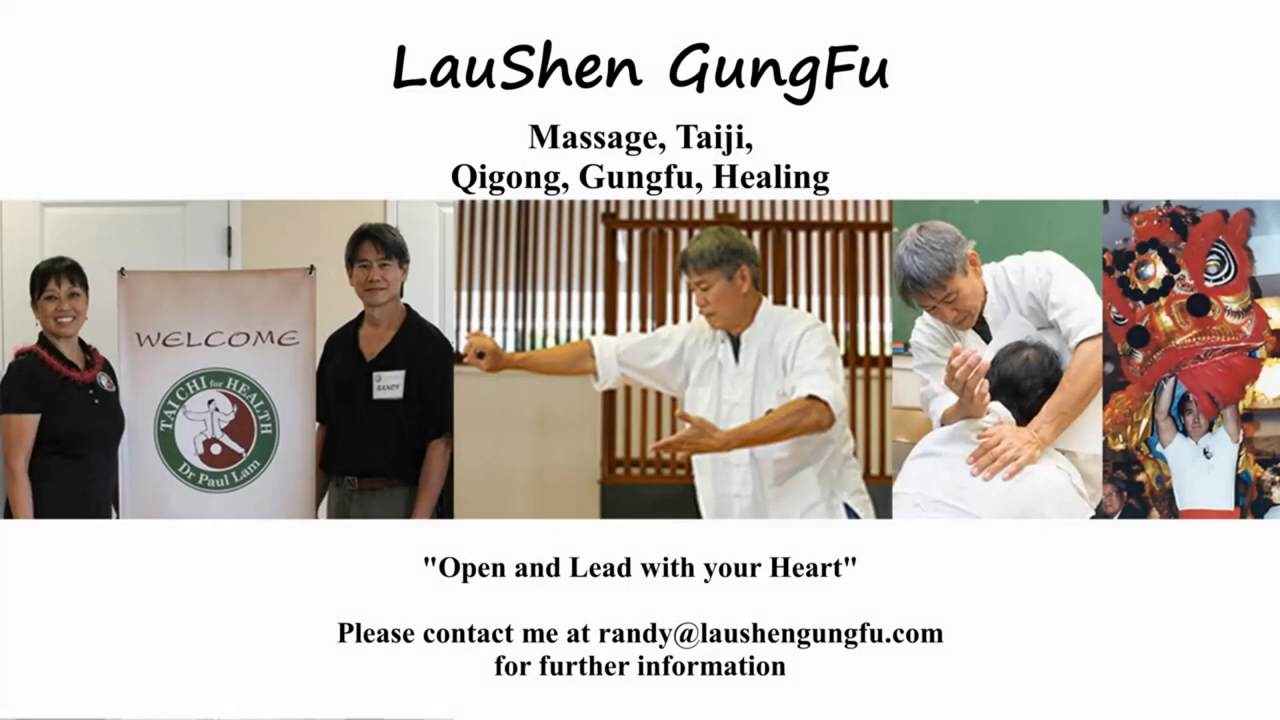 LauShen GungFu
Massage, Taiji,
Qigong, Gungfu, Healing
WELCOME
TAI CHI for HEALTH
Dr Paul Lam
RANDY
"Open and Lead with your Heart"
Please contact me at randy@laushengungfu.com
for further information